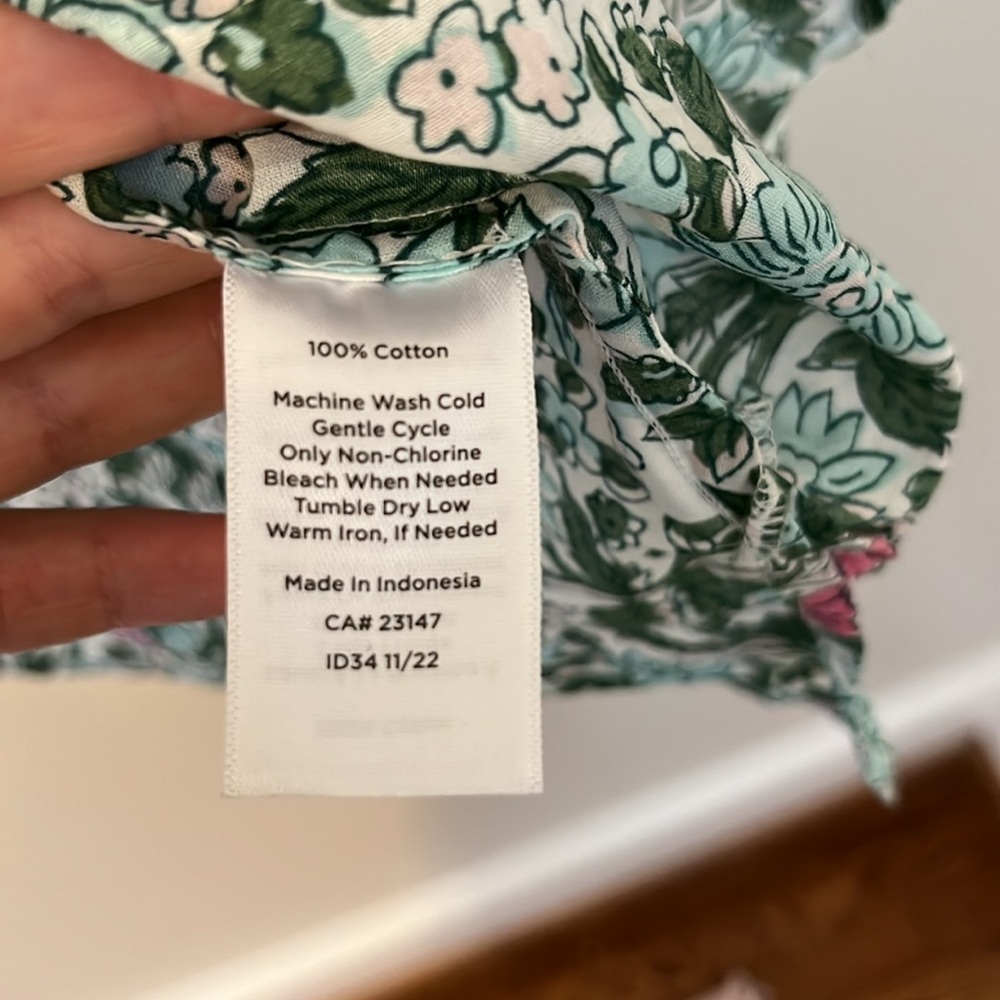 100% Cotton
Machine Wash Cold
Gentle Cycle
Only Non-Chlorine
Bleach When Needed
Tumble Dry Low
Warm Iron, If Needed
Made In Indonesia
CA# 23147
ID34 11/22